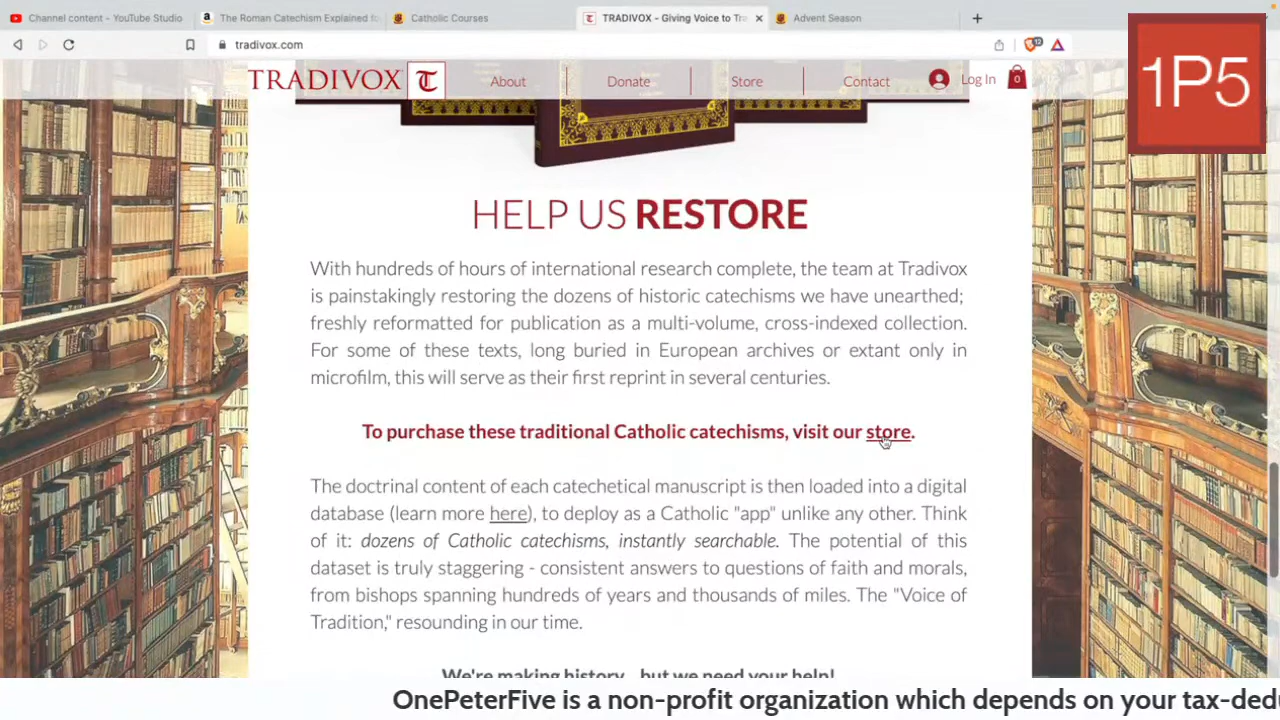 Channel content - YouTube Studio
The Roman Catechism Explained fo
Catholic Courses
TRADIVOX - Giving Voice to Tra
Advent Season
tradivox.com
12
1P5
TRADIVOX T
About
Donate
Store
Contact
Log In
0
HELP US RESTORE
With hundreds of hours of international research complete, the team at Tradivox
is painstakingly restoring the dozens of historic catechisms we have unearthed;
freshly reformatted for publication as a multi-volume, cross-indexed collection.
For some of these texts, long buried in European archives or extant only in
microfilm, this will serve as their first reprint in several centuries.
To purchase these traditional Catholic catechisms, visit our store.
The doctrinal content of each catechetical manuscript is then loaded into a digital
database (learn more here), to deploy as a Catholic "app" unlike any other. Think
of it: dozens of Catholic catechisms, instantly searchable. The potential of this
dataset is truly staggering - consistent answers to questions of faith and morals,
from bishops spanning hundreds of years and thousands of miles. The "Voice of
Tradition," resounding in our time.
We're making history... but we need your help!
OnePeterFive is a non-profit organization which depends on your tax-ded